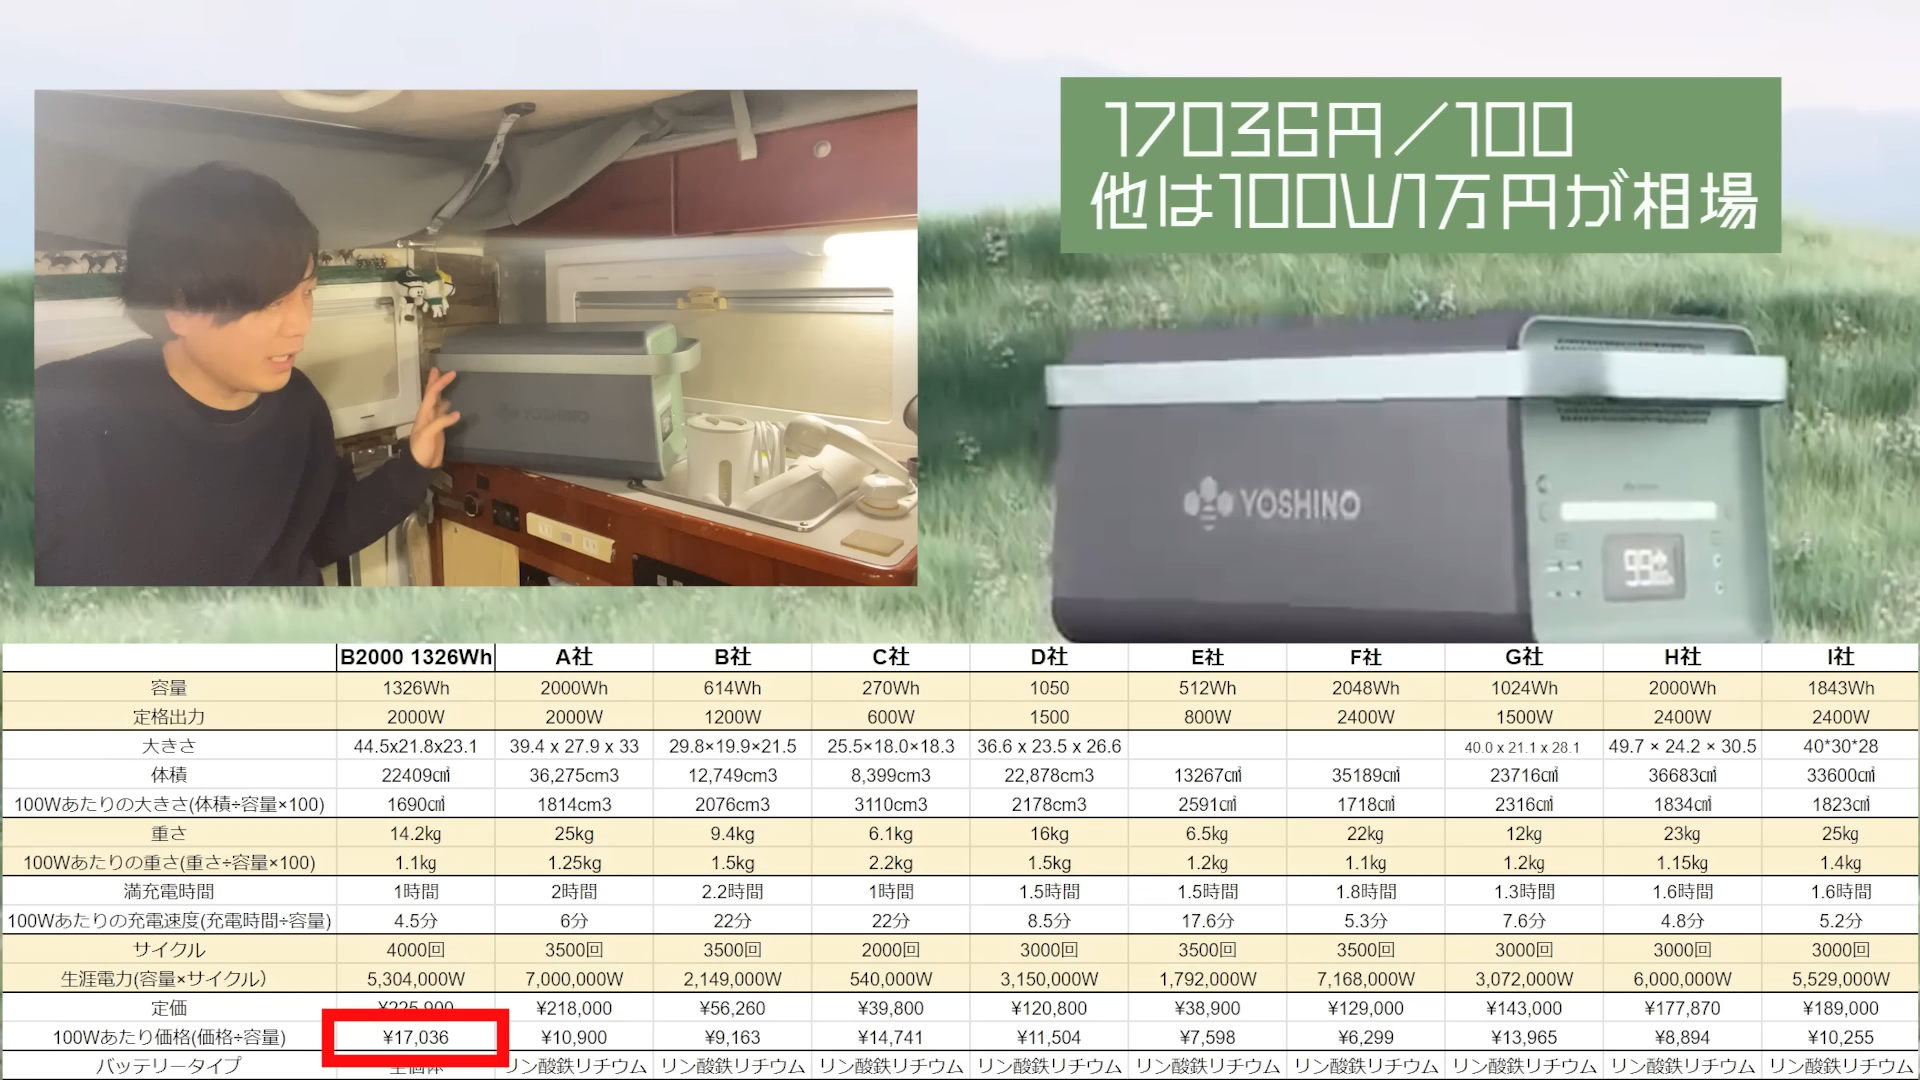 17036円／100
他は100W1万円が相場
YOSHINO
YOSHINO
99
B2000 1326Wh A社 B社 C社 D社 E社 F社 G社 H社 I社
容量 1326Wh 2000Wh 614Wh 270Wh 1050 512Wh 2048Wh 1024Wh 2000Wh 1843Wh
定格出力 2000W 2000W 1200W 600W 1500 800W 2400W 1500W 2400W 2400W
大きさ 44.5x21.8x23.1 39.4 x 27.9 x 33 29.8×19.9×21.5 25.5×18.0×18.3 36.6 x 23.5 x 26.6 40.0 x 21.1 x 28.1 49.7 × 24.2 × 30.5 40*30*28
体積 22409㎤ 36,275cm3 12,749cm3 8,399cm3 22,878cm3 13267㎤ 35189㎤ 23716㎤ 36683㎤ 33600㎤
100Wあたりの大きさ(体積÷容量×100) 1690㎤ 1814cm3 2076cm3 3110cm3 2178cm3 2591㎤ 1718㎤ 2316㎤ 1834㎤ 1823㎤
重さ 14.2kg 25kg 9.4kg 6.1kg 16kg 6.5kg 22kg 12kg 23kg 25kg
100Wあたりの重さ(重さ÷容量×100) 1.1kg 1.25kg 1.5kg 2.2kg 1.5kg 1.2kg 1.1kg 1.2kg 1.15kg 1.4kg
満充電時間 1時間 2時間 2.2時間 1時間 1.5時間 1.5時間 1.8時間 1.3時間 1.6時間 1.6時間
100Wあたりの充電速度(充電時間÷容量) 4.5分 6分 22分 22分 8.5分 17.6分 5.3分 7.6分 4.8分 5.2分
サイクル 4000回 3500回 3500回 2000回 3000回 3500回 3500回 3000回 3000回 3000回
生涯電力(容量×サイクル） 5,304,000W 7,000,000W 2,149,000W 540,000W 3,150,000W 1,792,000W 7,168,000W 3,072,000W 6,000,000W 5,529,000W
定価 ¥225,900 ¥218,000 ¥56,260 ¥39,800 ¥120,800 ¥38,900 ¥129,000 ¥143,000 ¥177,870 ¥189,000
100Wあたり価格(価格÷容量) ¥17,036 ¥10,900 ¥9,163 ¥14,741 ¥11,504 ¥7,598 ¥6,299 ¥13,965 ¥8,894 ¥10,255
バッテリータイプ 全個体 リン酸鉄リチウム リン酸鉄リチウム リン酸鉄リチウム リン酸鉄リチウム リン酸鉄リチウム リン酸鉄リチウム リン酸鉄リチウム リン酸鉄リチウム リン酸鉄リチウム